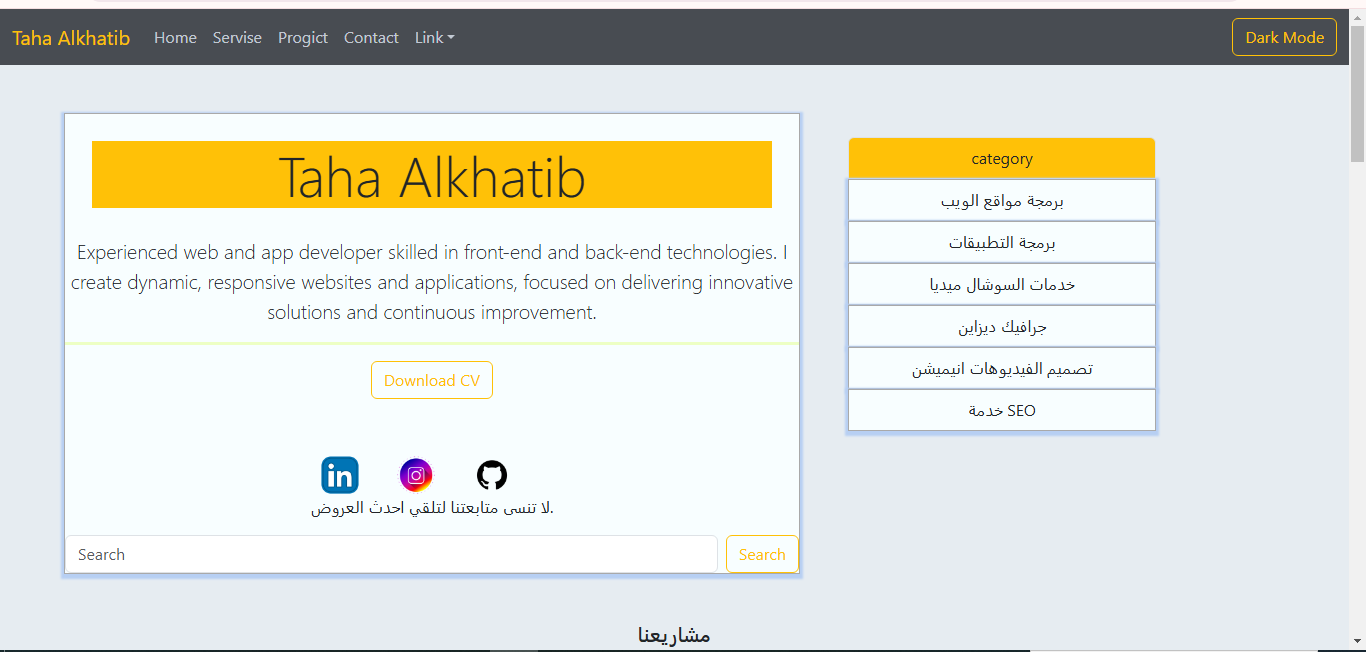 Taha Alkhatib Home Servise Progict Contact Link Dark Mode
Taha Alkhatib
Experienced web and app developer skilled in front-end and back-end technologies. I
create dynamic, responsive websites and applications, focused on delivering innovative
solutions and continuous improvement.
Download CV
in
لا تنسى متابعتنا لتلقي احدث العروض.
Search Search
category
برمجة مواقع الويب
برمجة التطبيقات
خدمات السوشال ميديا
جرافيك ديزاين
تصميم الفيديوهات انيميشن
خدمة SEO
مشاريعنا